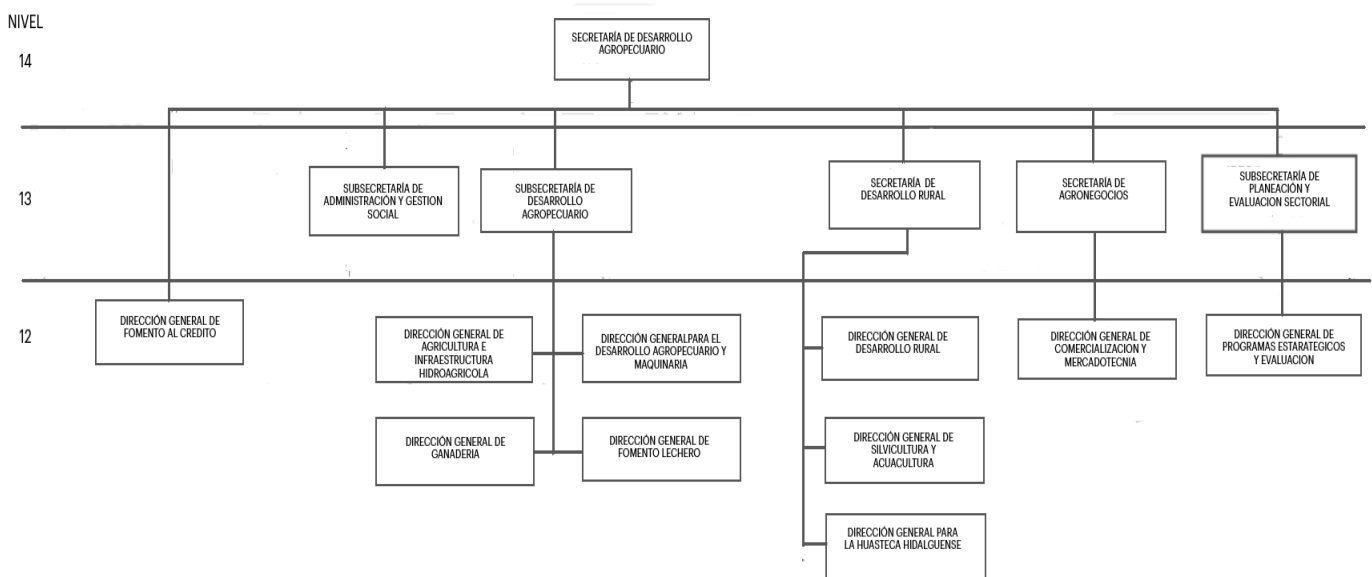 NIVEL
14
SECRETARÍA DE DESARROLLO
AGROPECUARIO
13
SUBSECRETARÍA DE
ADMINISTRACIÓN Y GESTION
SOCIAL
SUBSECRETARÍA DE
DESARROLLO
AGROPECUARIO
SECRETARÍA DE
DESARROLLO RURAL
SECRETARÍA DE
AGRONEGOCIOS
SUBSECRETARÍA DE
PLANEACIÓN Y
EVALUACION SECTORIAL
12
DIRECCIÓN GENERAL DE
FOMENTO AL CREDITO
DIRECCIÓN GENERAL DE
AGRICULTURA E
INFRAESTRUCTURA
HIDROAGRICOLA
DIRECCIÓN GENERALPARA EL
DESARROLLO AGROPECUARIO Y
MAQUINARIA
DIRECCIÓN GENERAL DE
DESARROLLO RURAL
DIRECCIÓN GENERAL DE
COMERCIALIZACION Y
MERCADOTECNIA
DIRECCIÓN GENERAL DE
PROGRAMAS ESTARATEGICOS
Y EVALUACION
DIRECCIÓN GENERAL DE
GANADERIA
DIRECCIÓN GENERAL DE
FOMENTO LECHERO
DIRECCIÓN GENERAL DE
SILVICULTURA Y
ACUACULTURA
DIRECCIÓN GENERAL PARA
LA HUASTECA HIDALGUENSE